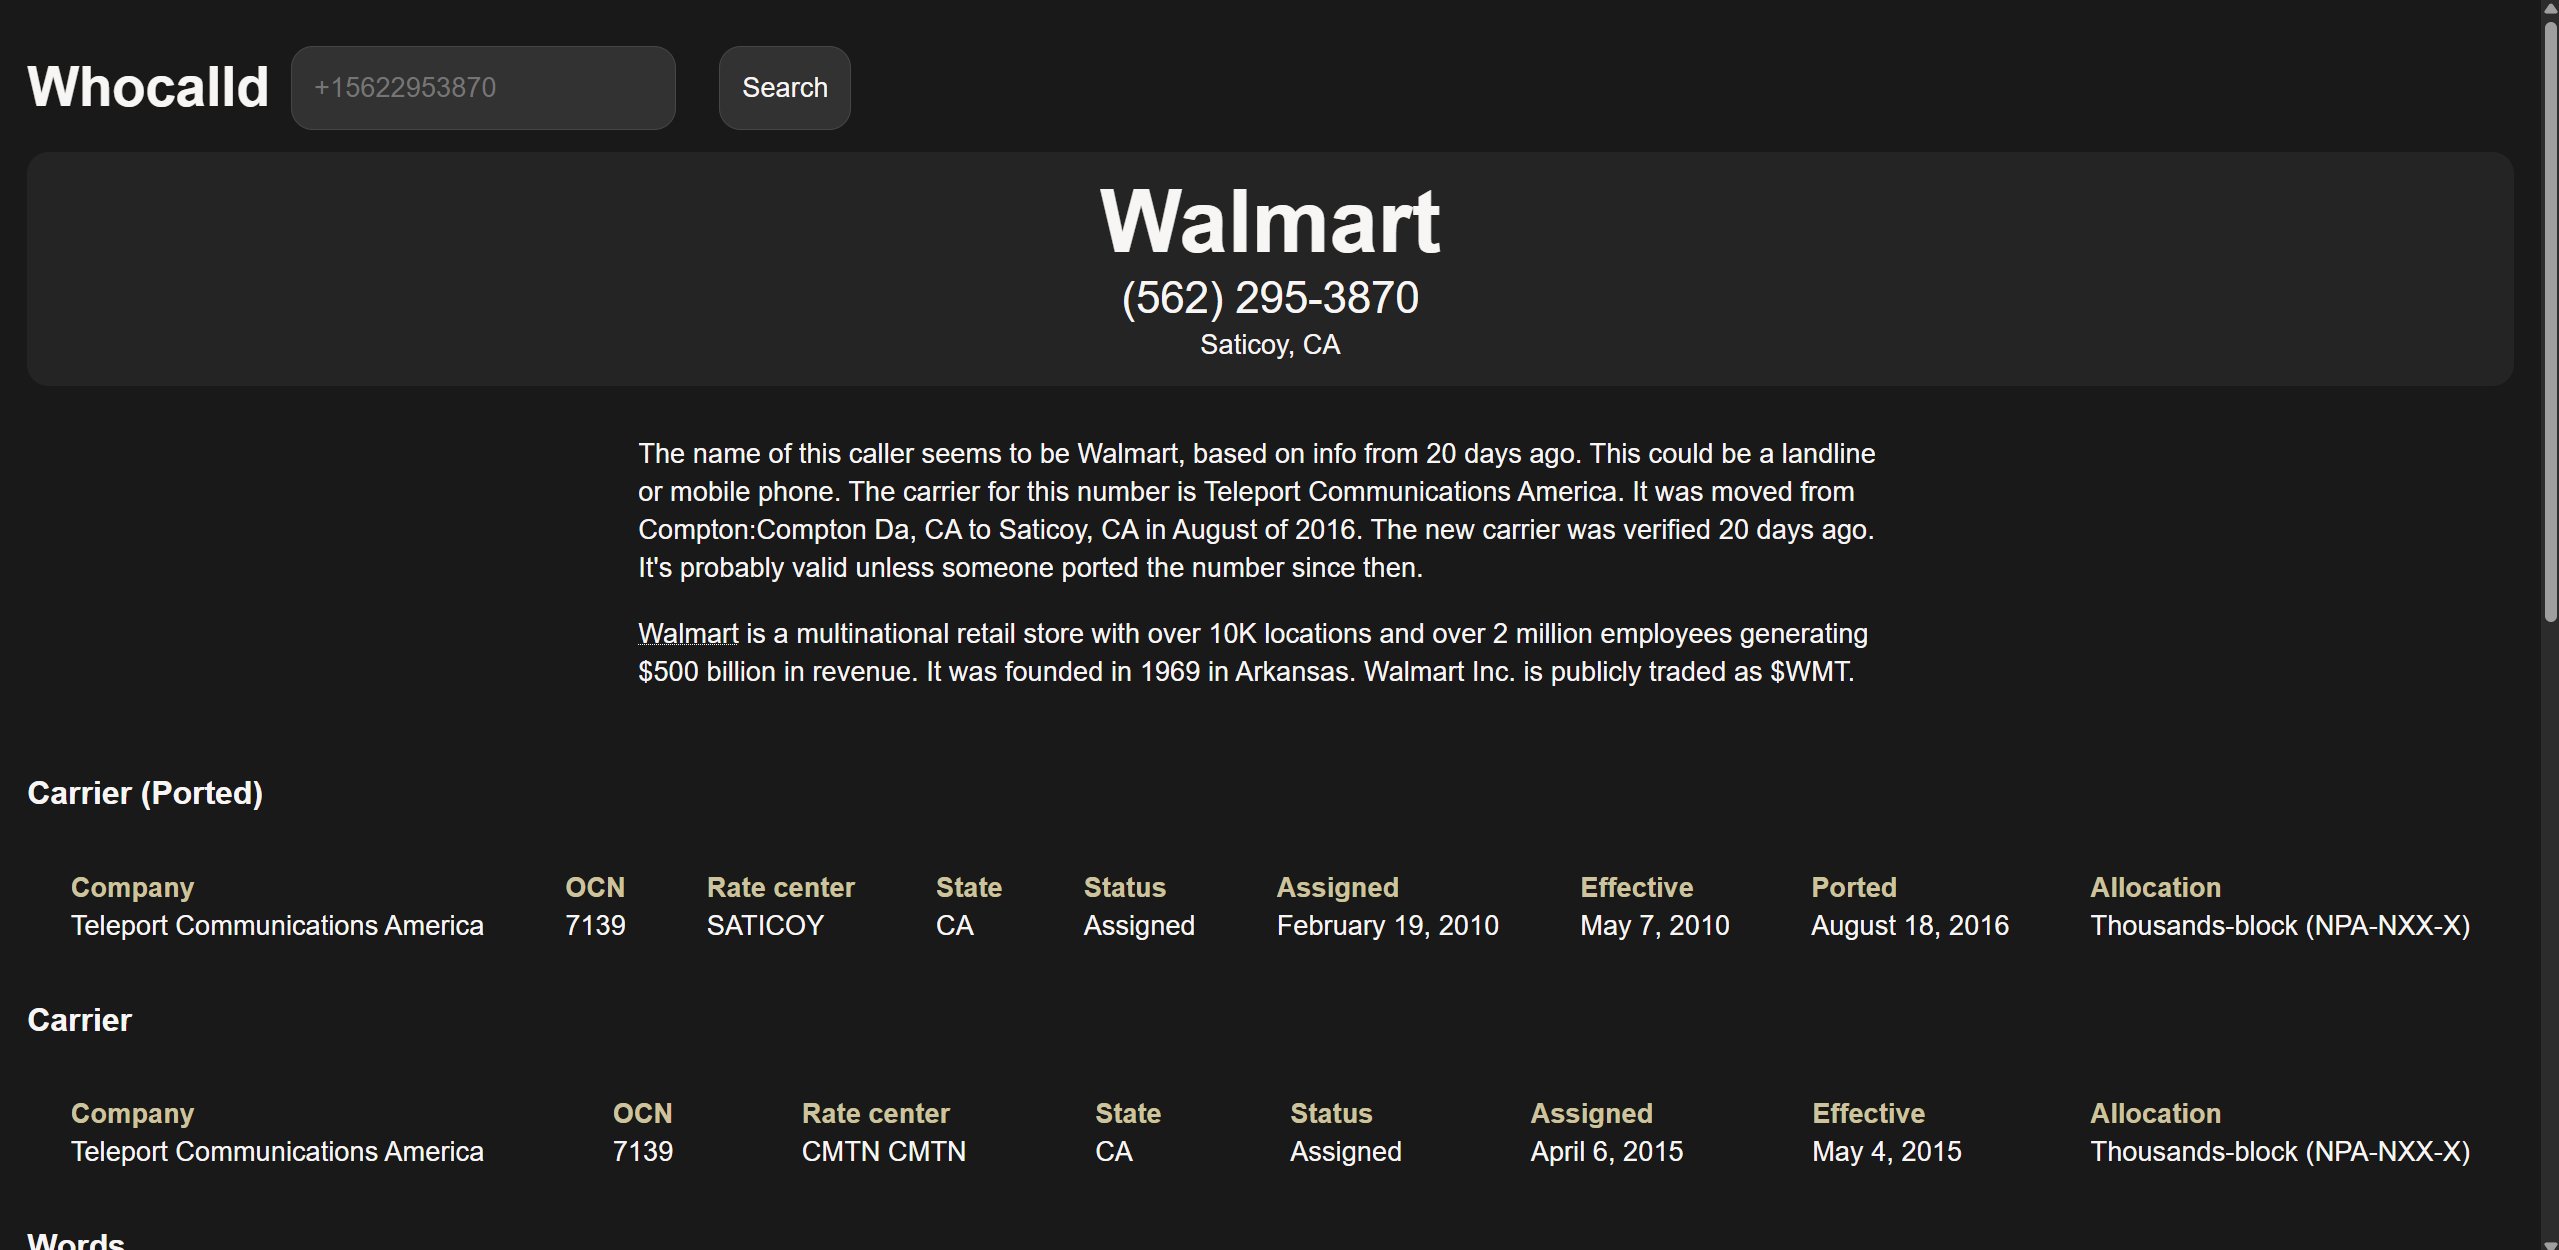 Whocalld +15622953870 Search
Walmart
(562) 295-3870
Saticoy, CA
The name of this caller seems to be Walmart, based on info from 20 days ago. This could be a landline
or mobile phone. The carrier for this number is Teleport Communications America. It was moved from
Compton:Compton Da, CA to Saticoy, CA in August of 2016. The new carrier was verified 20 days ago.
It's probably valid unless someone ported the number since then.
Walmart is a multinational retail store with over 10K locations and over 2 million employees generating
$500 billion in revenue. It was founded in 1969 in Arkansas. Walmart Inc. is publicly traded as $WMT.
Carrier (Ported)
Company OCN Rate center State Status Assigned Effective Ported Allocation
Teleport Communications America 7139 SATICOY CA Assigned February 19, 2010 May 7, 2010 August 18, 2016 Thousands-block (NPA-NXX-X)
Carrier
Company OCN Rate center State Status Assigned Effective Allocation
Teleport Communications America 7139 CMTN CMTN CA Assigned April 6, 2015 May 4, 2015 Thousands-block (NPA-NXX-X)
Words